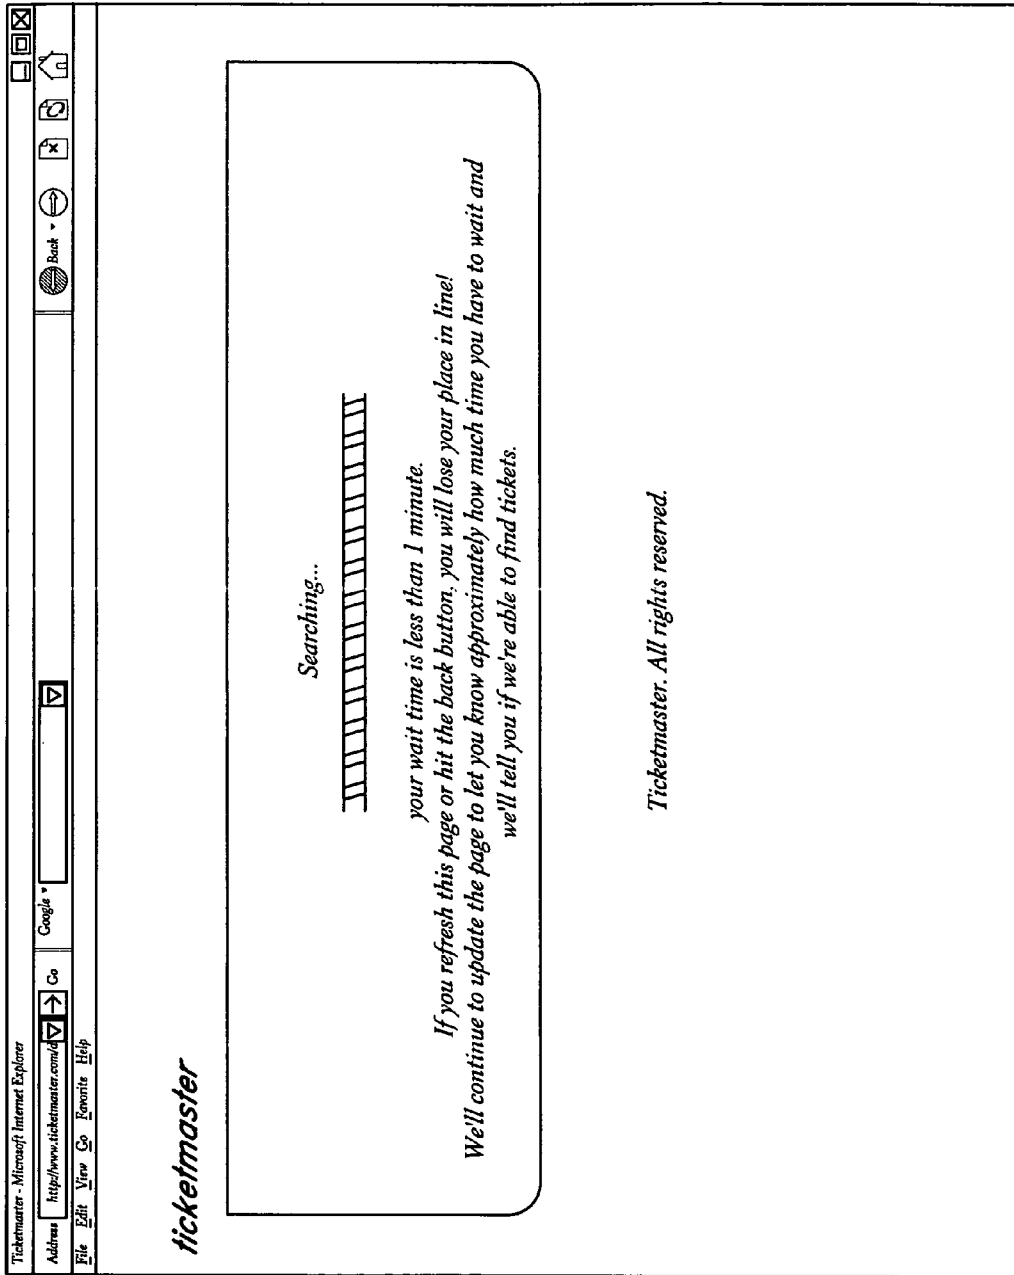 Ticketmaster - Microsoft Internet Explorer
Address http://www.ticketmaster.com/d Go Google Back
File Edit View Go Favorite Help
ticketmaster
Searching...
your wait time is less than 1 minute.
If you refresh this page or hit the back button, you will lose your place in line!
We'll continue to update the page to let you know approximately how much time you have to wait and
we'll tell you if we're able to find tickets.
Ticketmaster. All rights reserved.